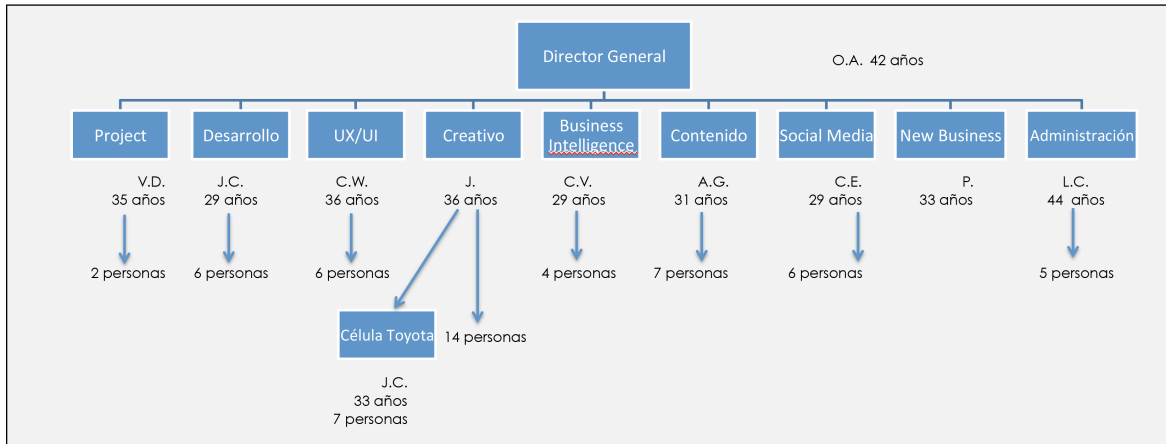 Director General
O.A. 42 años
Project
Desarrollo
UX/UI
Creativo
Business
Intelligence
Contenido
Social Media
New Business
Administración
V.D.
35 años
J.C.
29 años
C.W.
36 años
J.
36 años
C.V.
29 años
A.G.
31 años
C.E.
29 años
P.
33 años
L.C.
44 años
2 personas
6 personas
6 personas
4 personas
7 personas
6 personas
5 personas
Célula Toyota
14 personas
J.C.
33 años
7 personas